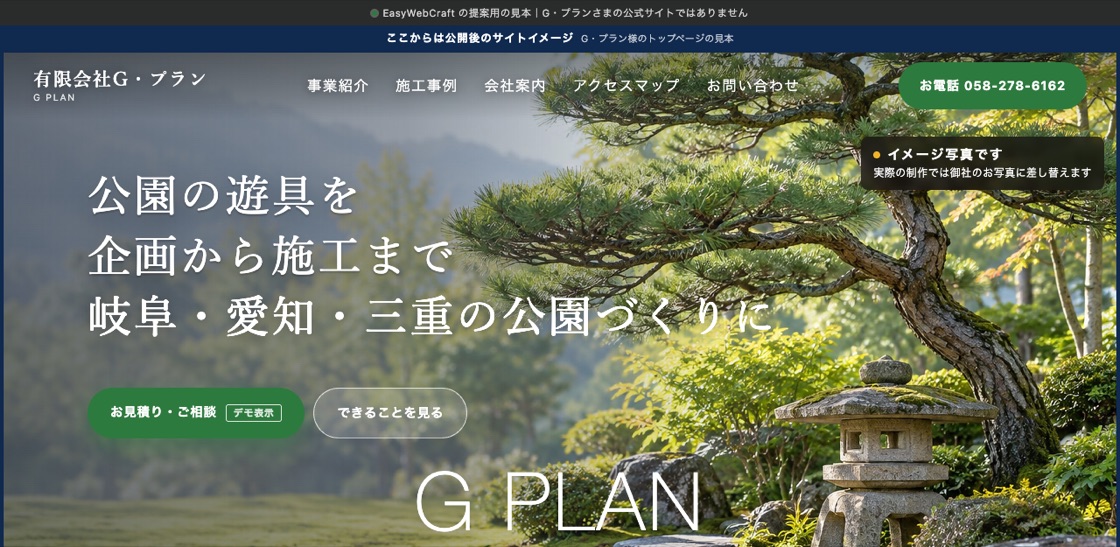 EasyWebCraft の提案用の見本｜G・プランさまの公式サイトではありません
ここからは公開後のサイトイメージ G・プラン様のトップページの見本
有限会社G・プラン
G PLAN
事業紹介 施工事例 会社案内 アクセスマップ お問い合わせ
お電話 058-278-6162
イメージ写真です
実際の制作では御社のお写真に差し替えます
公園の遊具を
企画から施工まで
岐阜・愛知・三重の公園づくりに
お見積り・ご相談 デモ表示
できることを見る
G PLAN